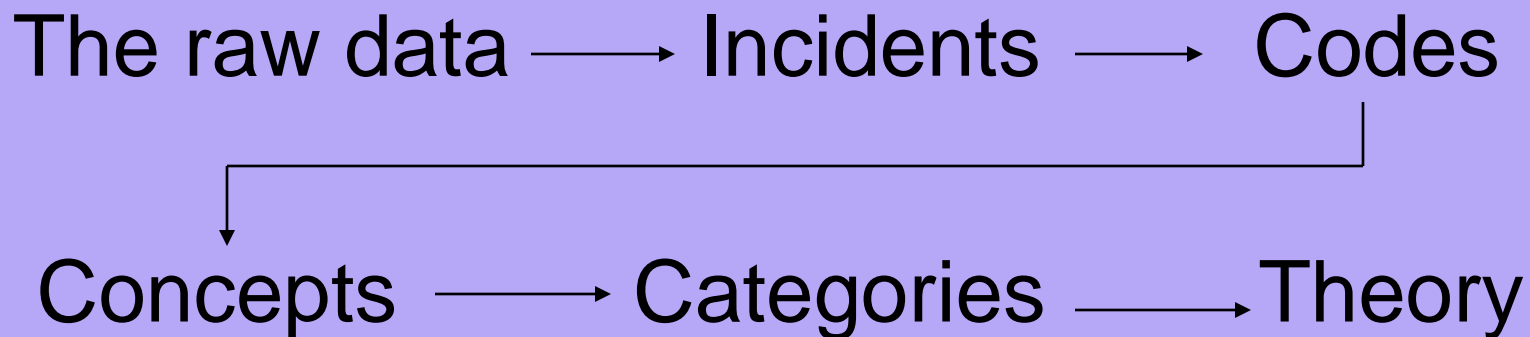 The raw data Incidents Codes
Concepts Categories Theory